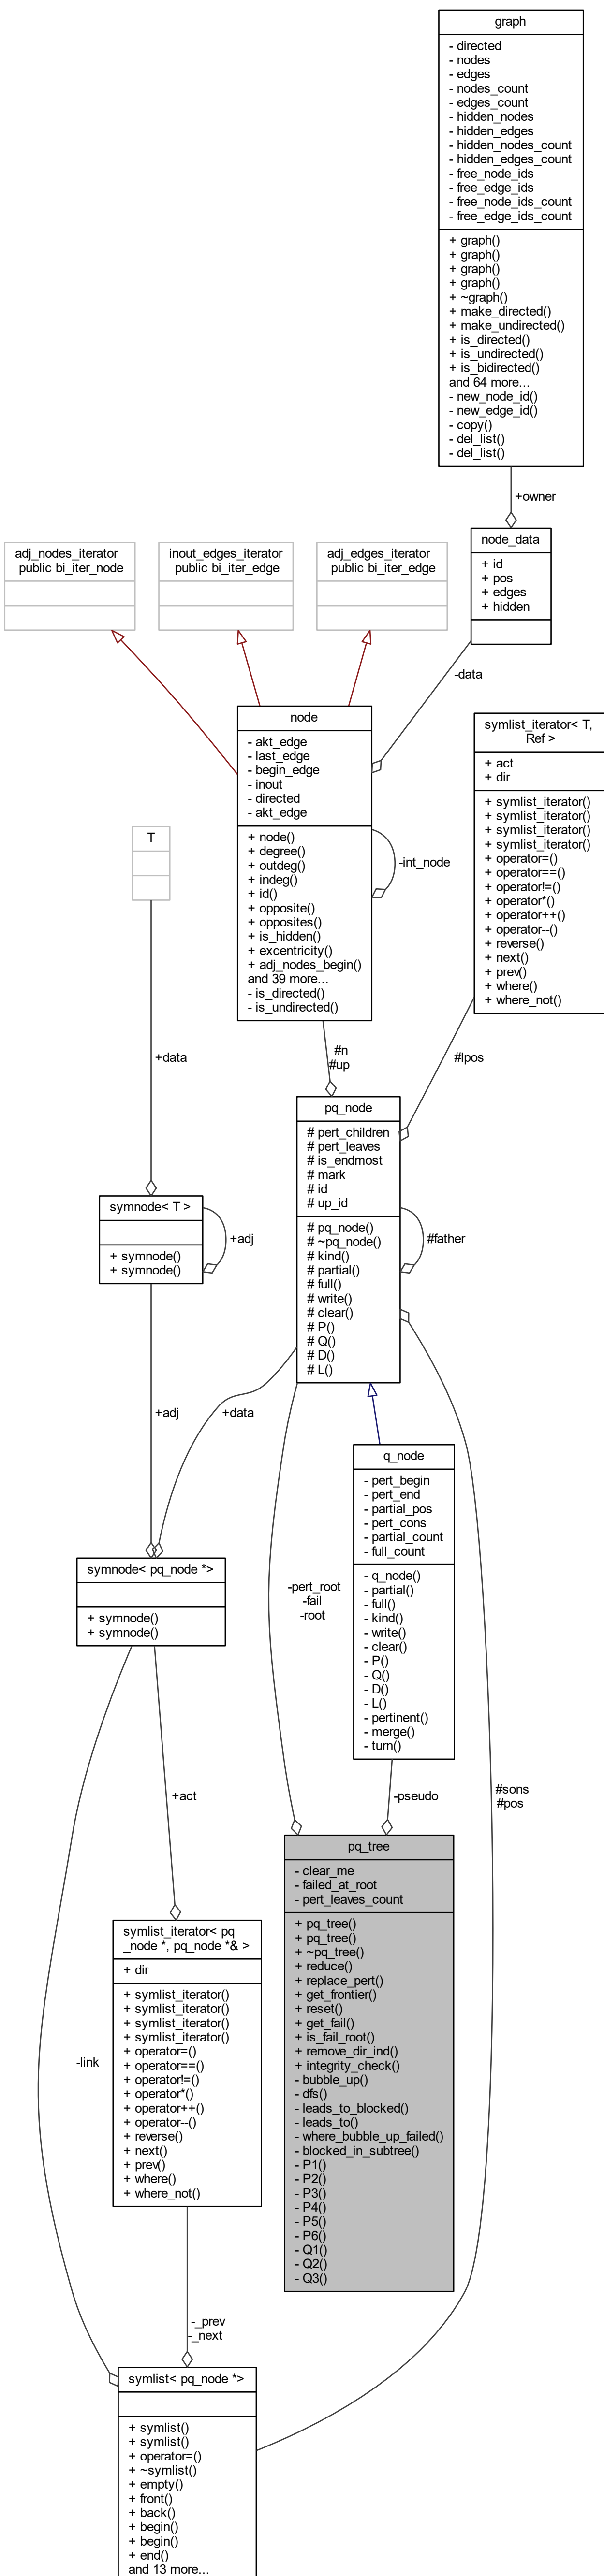 graph
- directed
- nodes
- edges
- nodes_count
- edges_count
- hidden_nodes
- hidden_edges
- hidden_nodes_count
- hidden_edges_count
- free_node_ids
- free_edge_ids
- free_node_ids_count
- free_edge_ids_count
+ graph()
+ graph()
+ graph()
+ graph()
+ ~graph()
+ make_directed()
+ make_undirected()
+ is_directed()
+ is_undirected()
+ is_bidirected()
and 64 more...
- new_node_id()
- new_edge_id()
- copy()
- del_list()
- del_list()
+owner
node_data
+ id
+ pos
+ edges
+ hidden
adj_nodes_iterator
public bi_iter_node
inout_edges_iterator
public bi_iter_edge
adj_edges_iterator
public bi_iter_edge
-data
node
- akt_edge
- last_edge
- begin_edge
- inout
- directed
- akt_edge
+ node()
+ degree()
+ outdeg()
+ indeg()
+ id()
+ opposite()
+ opposites()
+ is_hidden()
+ excentricity()
+ adj_nodes_begin()
and 39 more...
- is_directed()
- is_undirected()
-int_node
symlist_iterator< T,
Ref >
+ act
+ dir
+ symlist_iterator()
+ symlist_iterator()
+ symlist_iterator()
+ symlist_iterator()
+ operator=()
+ operator==()
+ operator!=()
+ operator*()
+ operator++()
+ operator--()
+ reverse()
+ next()
+ prev()
+ where()
+ where_not()
T
+data
#n
#up
#lpos
pq_node
# pert_children
# pert_leaves
# is_endmost
# mark
# id
# up_id
# pq_node()
# ~pq_node()
# kind()
# partial()
# full()
# write()
# clear()
# P()
# Q()
# D()
# L()
#father
symnode< T >
+ symnode()
+ symnode()
+adj
+adj
+data
q_node
- pert_begin
- pert_end
- partial_pos
- pert_cons
- partial_count
- full_count
- q_node()
- partial()
- full()
- kind()
- write()
- clear()
- P()
- Q()
- D()
- L()
- pertinent()
- merge()
- turn()
symnode< pq_node *>
+ symnode()
+ symnode()
-pert_root
-fail
-root
+act
-pseudo
#sons
#pos
pq_tree
- clear_me
- failed_at_root
- pert_leaves_count
+ pq_tree()
+ pq_tree()
+ ~pq_tree()
+ reduce()
+ replace_pert()
+ get_frontier()
+ reset()
+ get_fail()
+ is_fail_root()
+ remove_dir_ind()
+ integrity_check()
- bubble_up()
- dfs()
- leads_to_blocked()
- leads_to()
- where_bubble_up_failed()
- blocked_in_subtree()
- P1()
- P2()
- P3()
- P4()
- P5()
- P6()
- Q1()
- Q2()
- Q3()
symlist_iterator< pq
_node *, pq_node *& >
+ dir
+ symlist_iterator()
+ symlist_iterator()
+ symlist_iterator()
+ symlist_iterator()
+ operator=()
+ operator==()
+ operator!=()
+ operator*()
+ operator++()
+ operator--()
+ reverse()
+ next()
+ prev()
+ where()
+ where_not()
-link
-_prev
-_next
symlist< pq_node *>
+ symlist()
+ symlist()
+ operator=()
+ ~symlist()
+ empty()
+ front()
+ back()
+ begin()
+ begin()
+ end()
and 13 more...